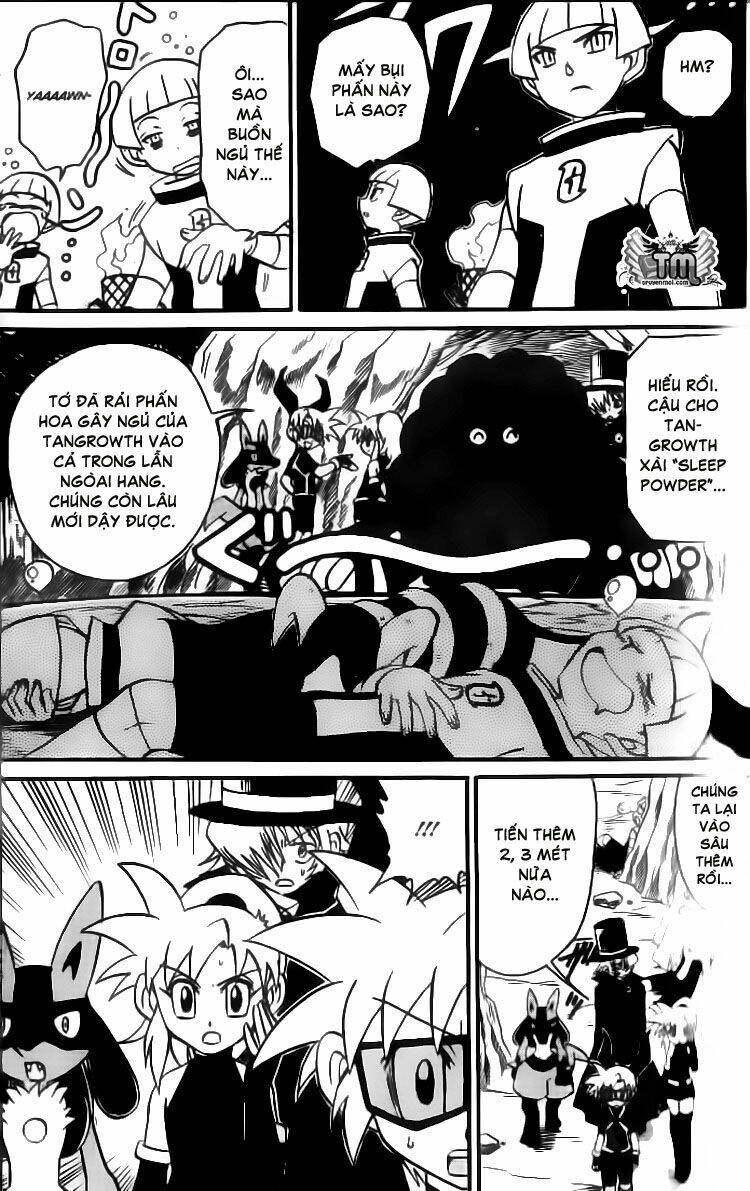 HM?
MẤY BỤI
PHẤN NÀY
LÀ SAO?
ÔI...
SAO
MÀ
BUỒN
NGỦ THẾ
NÀY...
YAAAAWN~
TM
truyenmoi.com
HIỂU RỒI.
CẬU CHO
TAN-
GROWTH
XÀI "SLEEP
POWDER"...
TỚ ĐÃ RẢI PHẤN
HOA GÂY NGỦ CỦA
TANGROWTH VÀO
CẢ TRONG LẪN
NGOÀI HANG.
CHÚNG CÒN LÂU
MỚI DẬY ĐƯỢC.
CHÚNG
TA LẠI
VÀO
SÂU
THÊM
RỒI...
TIẾN THÊM
2, 3 MÉT
NỮA
NÀO...
!!!